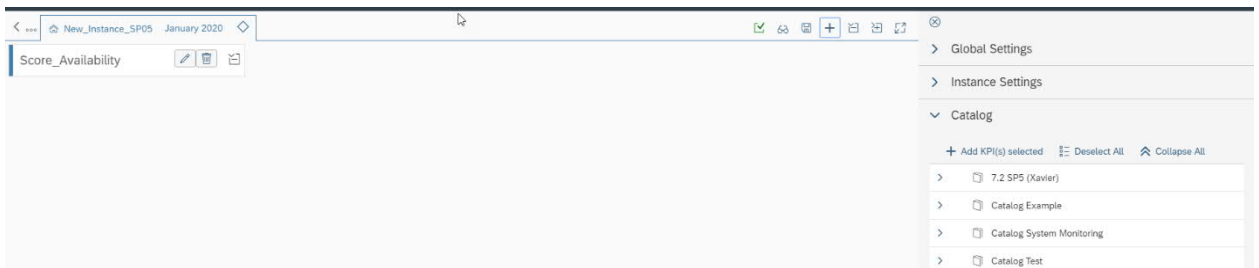 New_Instance_SP05 January 2020
Score_Availability
Global Settings
Instance Settings
Catalog
Add KPI(s) selected Deselect All Collapse All
7.2 SP5 (Xavier)
Catalog Example
Catalog System Monitoring
Catalog Test